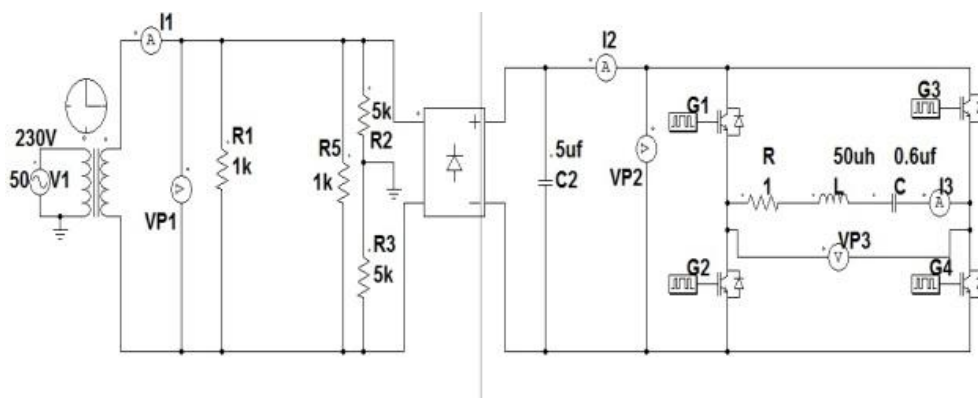 I1
A
230V
50
V1
V
VP1
R1
1k
R5
1k
5k
R2
R3
5k
+
−
.5uf
C2
I2
A
V
VP2
G1
G2
G3
G4
R
1
50uh
L
0.6uf
C
I3
A
VP3
V